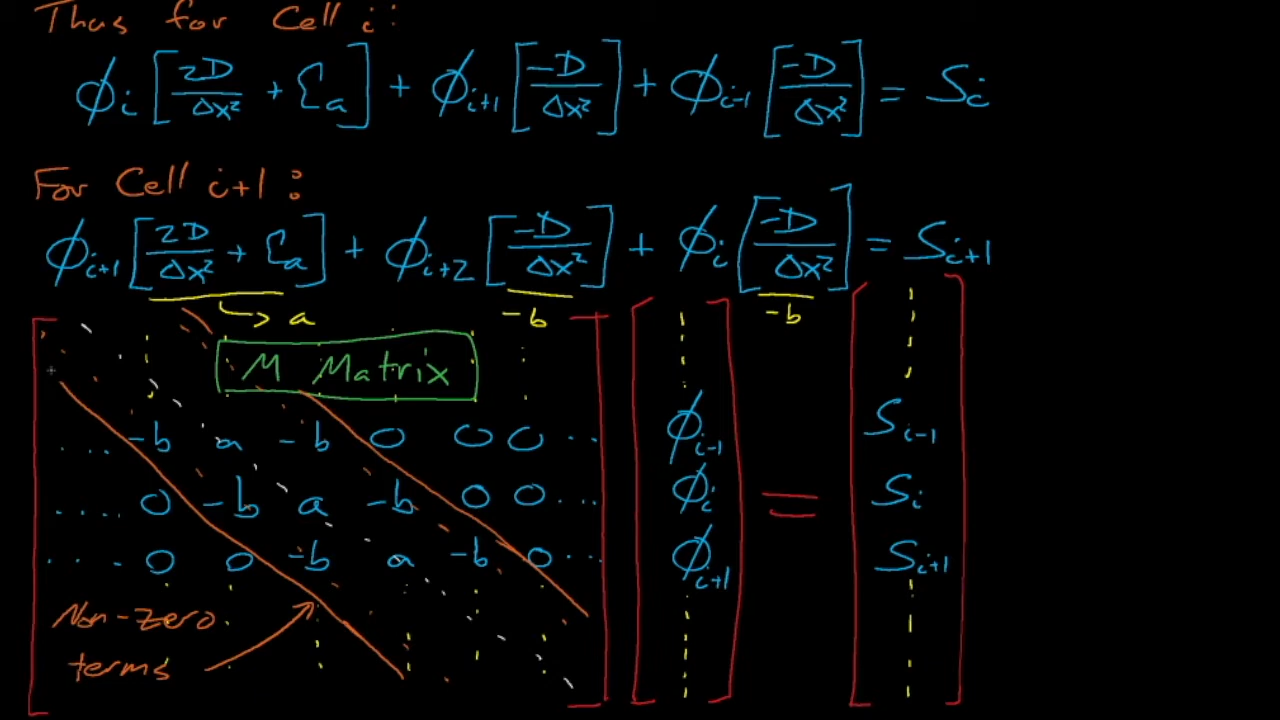 Thus for Cell i:
ϕᵢ [2D/Δx² + Σₐ] + ϕᵢ₊₁ [-D/Δx²] + ϕᵢ₋₁ [-D/Δx²] = Sᵢ
For Cell i+1:
ϕᵢ₊₁ [2D/Δx² + Σₐ] + ϕᵢ₊₂ [-D/Δx²] + ϕᵢ [-D/Δx²] = Sᵢ₊₁
→ a -b -b
M Matrix
.... -b a -b 0 0 0 ... ϕᵢ₋₁ Sᵢ₋₁
.... 0 -b a -b 0 0 ... ϕᵢ = Sᵢ
.... 0 0 -b a -b 0 ... ϕᵢ₊₁ Sᵢ₊₁
Non-Zero
terms